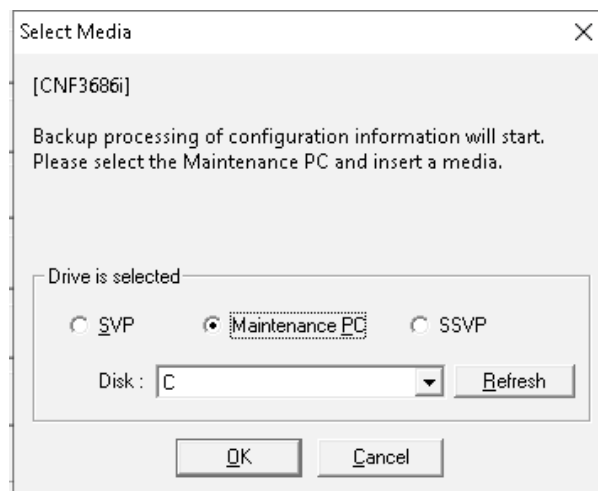 Select Media
[CNF3686i]
Backup processing of configuration information will start.
Please select the Maintenance PC and insert a media.
Drive is selected
SVP Maintenance PC SSVP
Disk : C Refresh
OK Cancel